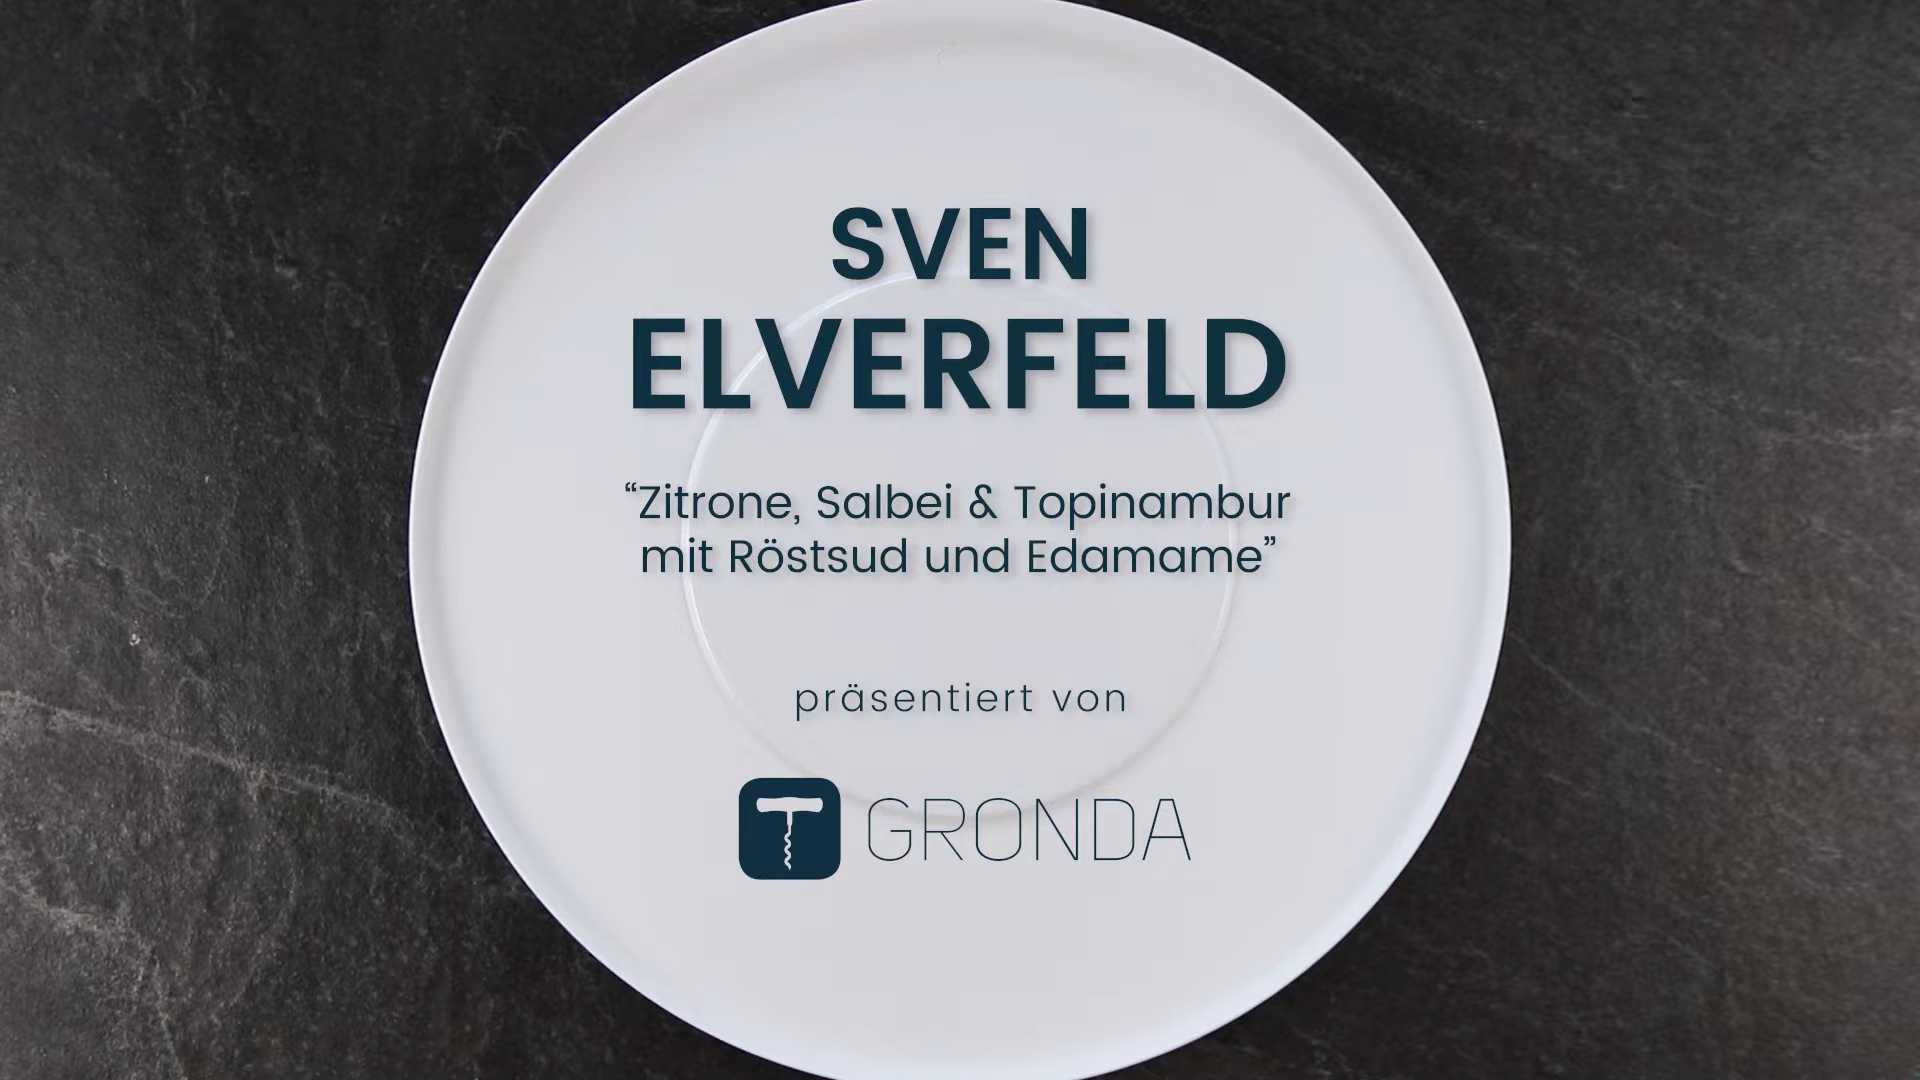 SVEN
ELVERFELD
“Zitrone, Salbei & Topinambur
mit Röstsud und Edamame”
präsentiert von
GRONDA